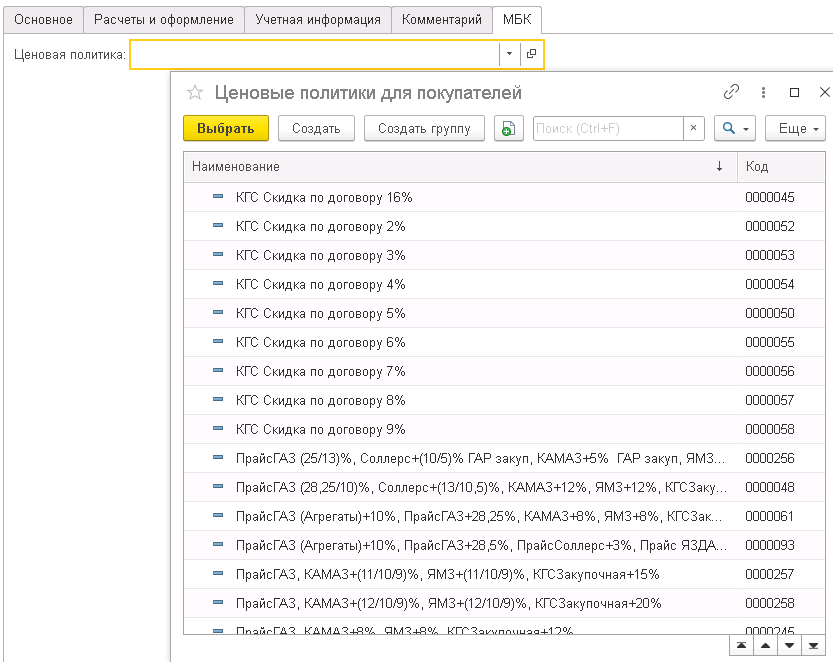 Основное Расчеты и оформление Учетная информация Комментарий МБК
Ценовая политика:
Ценовые политики для покупателей
Выбрать Создать Создать группу Поиск (Ctrl+F) × Еще
Наименование ↓ Код
КГС Скидка по договору 16% 0000045
КГС Скидка по договору 2% 0000052
КГС Скидка по договору 3% 0000053
КГС Скидка по договору 4% 0000054
КГС Скидка по договору 5% 0000050
КГС Скидка по договору 6% 0000055
КГС Скидка по договору 7% 0000056
КГС Скидка по договору 8% 0000057
КГС Скидка по договору 9% 0000058
ПрайсГАЗ (25/13)%, Соллерс+(10/5)% ГАР закуп, КАМАЗ+5% ГАР закуп, ЯМЗ... 0000256
ПрайсГАЗ (28,25/10)%, Соллерс+(13/10,5)%, КАМАЗ+12%, ЯМЗ+12%, КГСЗаку... 0000048
ПрайсГАЗ (Агрегаты)+10%, ПрайсГАЗ+28,25%, КАМАЗ+8%, ЯМЗ+8%, КГСЗак... 0000061
ПрайсГАЗ (Агрегаты)+10%, ПрайсГАЗ+28,5%, ПрайсСоллерс+3%, Прайс ЯЗДА... 0000093
ПрайсГАЗ, КАМАЗ+(11/10/9)%, ЯМЗ+(11/10/9)%, КГСЗакупочная+15% 0000257
ПрайсГАЗ, КАМАЗ+(12/10/9)%, ЯМЗ+(12/10/9)%, КГСЗакупочная+20% 0000258
ПрайсГАЗ, КАМАЗ+8%, ЯМЗ+8%, КГСЗакупочная+12% 0000245